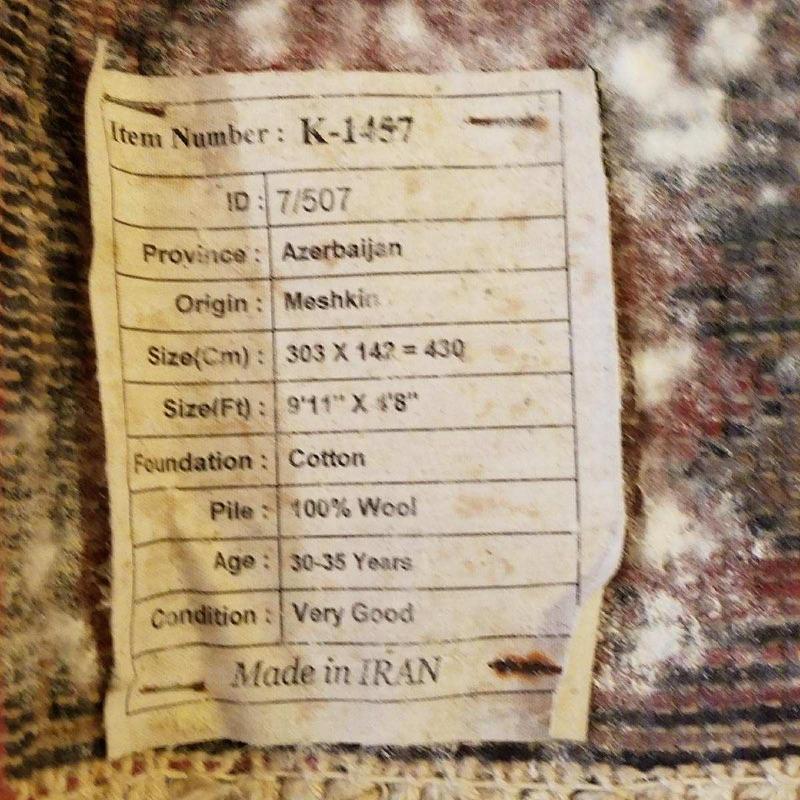 Item Number : K-1457
ID : 7/507
Province : Azerbaijan
Origin : Meshkin
Size(Cm) : 303 X 142 = 430
Size(Ft) : 9'11" X 4'8"
Foundation : Cotton
Pile : 100% Wool
Age : 30-35 Years
Condition : Very Good
Made in IRAN